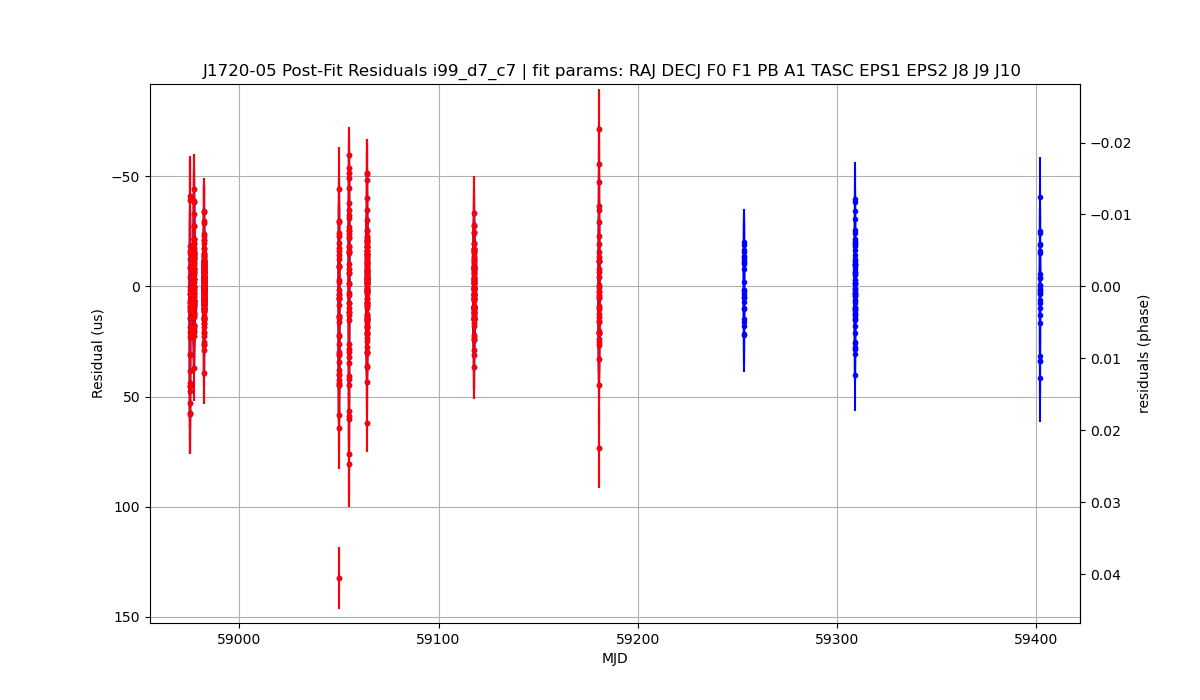 J1720-05 Post-Fit Residuals i99_d7_c7 | fit params: RAJ DECJ F0 F1 PB A1 TASC EPS1 EPS2 J8 J9 J10
−50
0
50
100
150
Residual (us)
−0.02
−0.01
0.00
0.01
0.02
0.03
0.04
residuals (phase)
59000 59100 59200 59300 59400
MJD